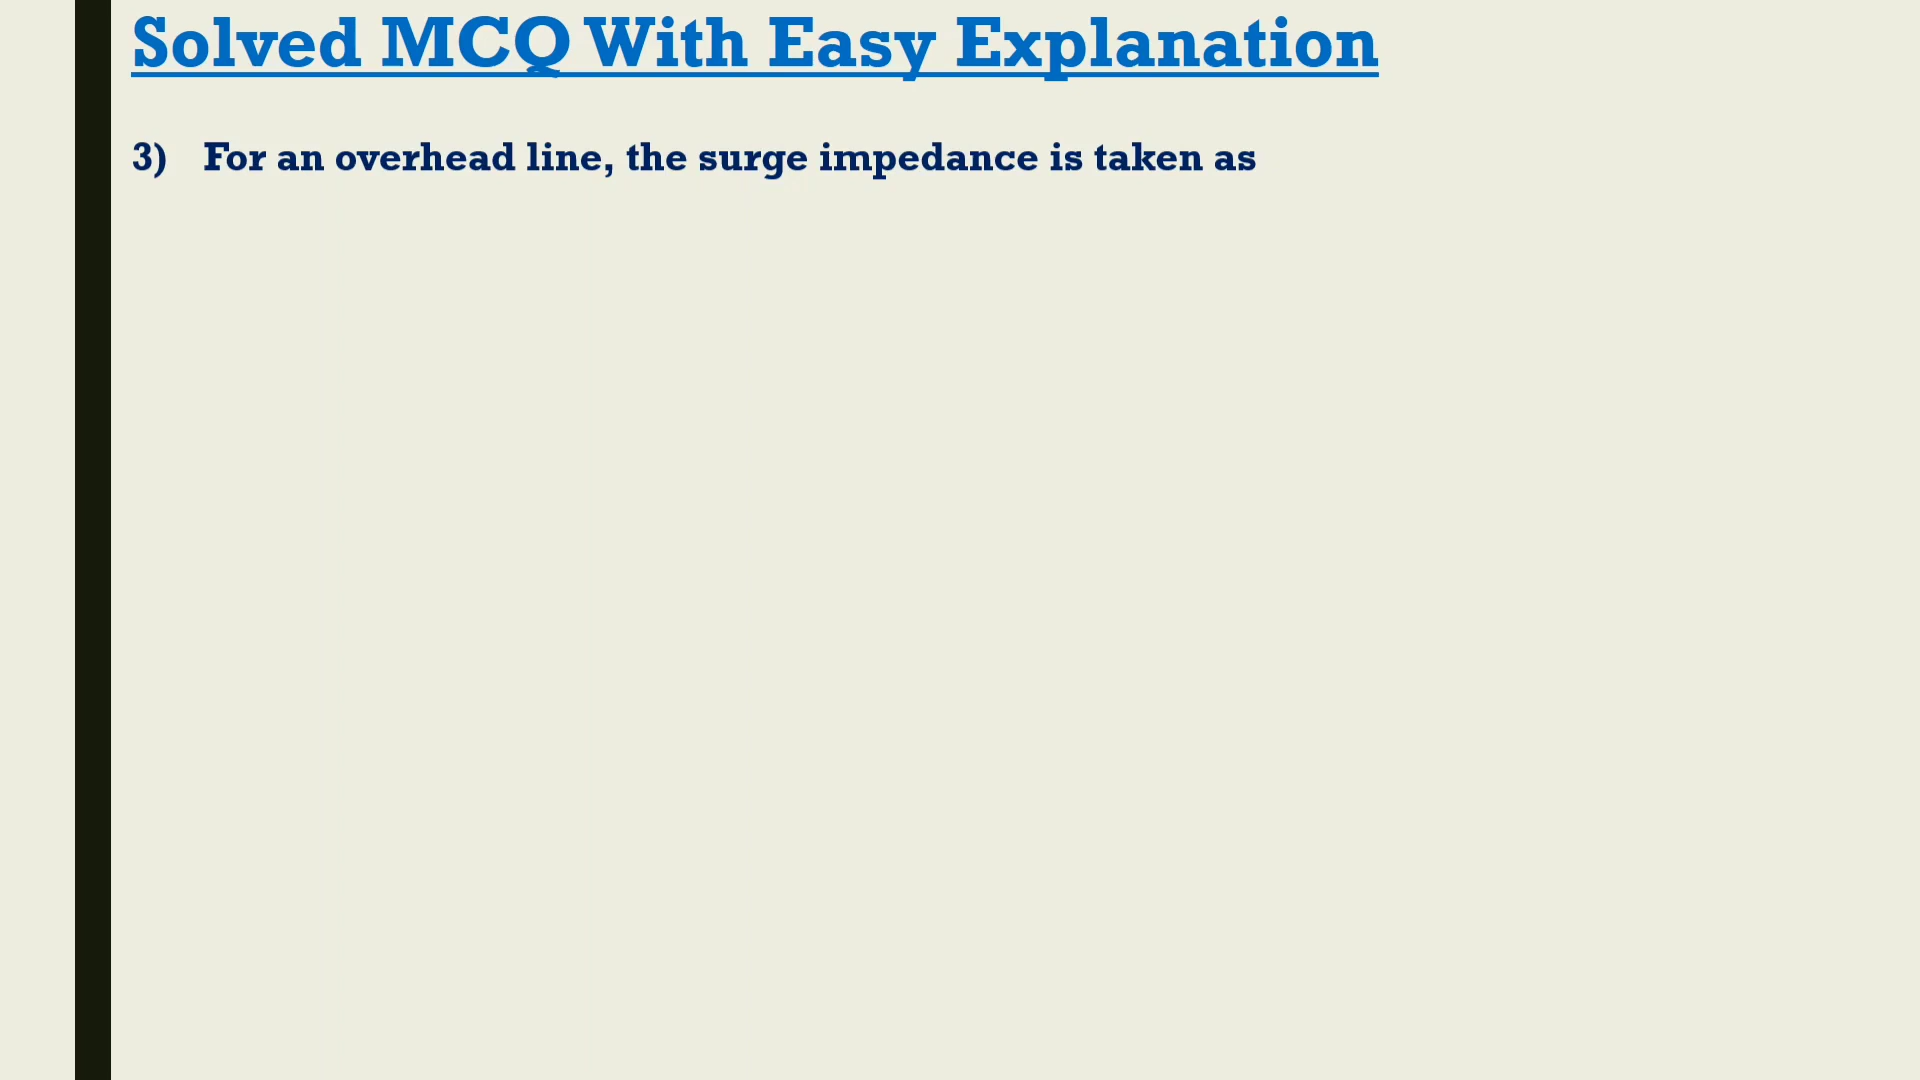 Solved MCQ With Easy Explanation
3) For an overhead line, the surge impedance is taken as